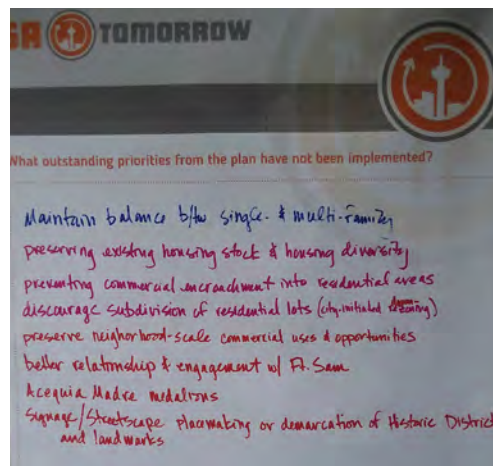 SA TOMORROW
What outstanding priorities from the plan have not been implemented?
Maintain balance b/tw single- & multi-family
preserving existing housing stock & housing diversity
preventing commercial encroachment into residential areas
discourage subdivision of residential lots (city-initiated rezoning)
preserve neighorhood-scale commercial uses & opportunities
better relationship & engagement w/ Ft. Sam
Acequia Madre medalions
Signage/Streetscape placemaking or demarcation of Historic District
and landmarks